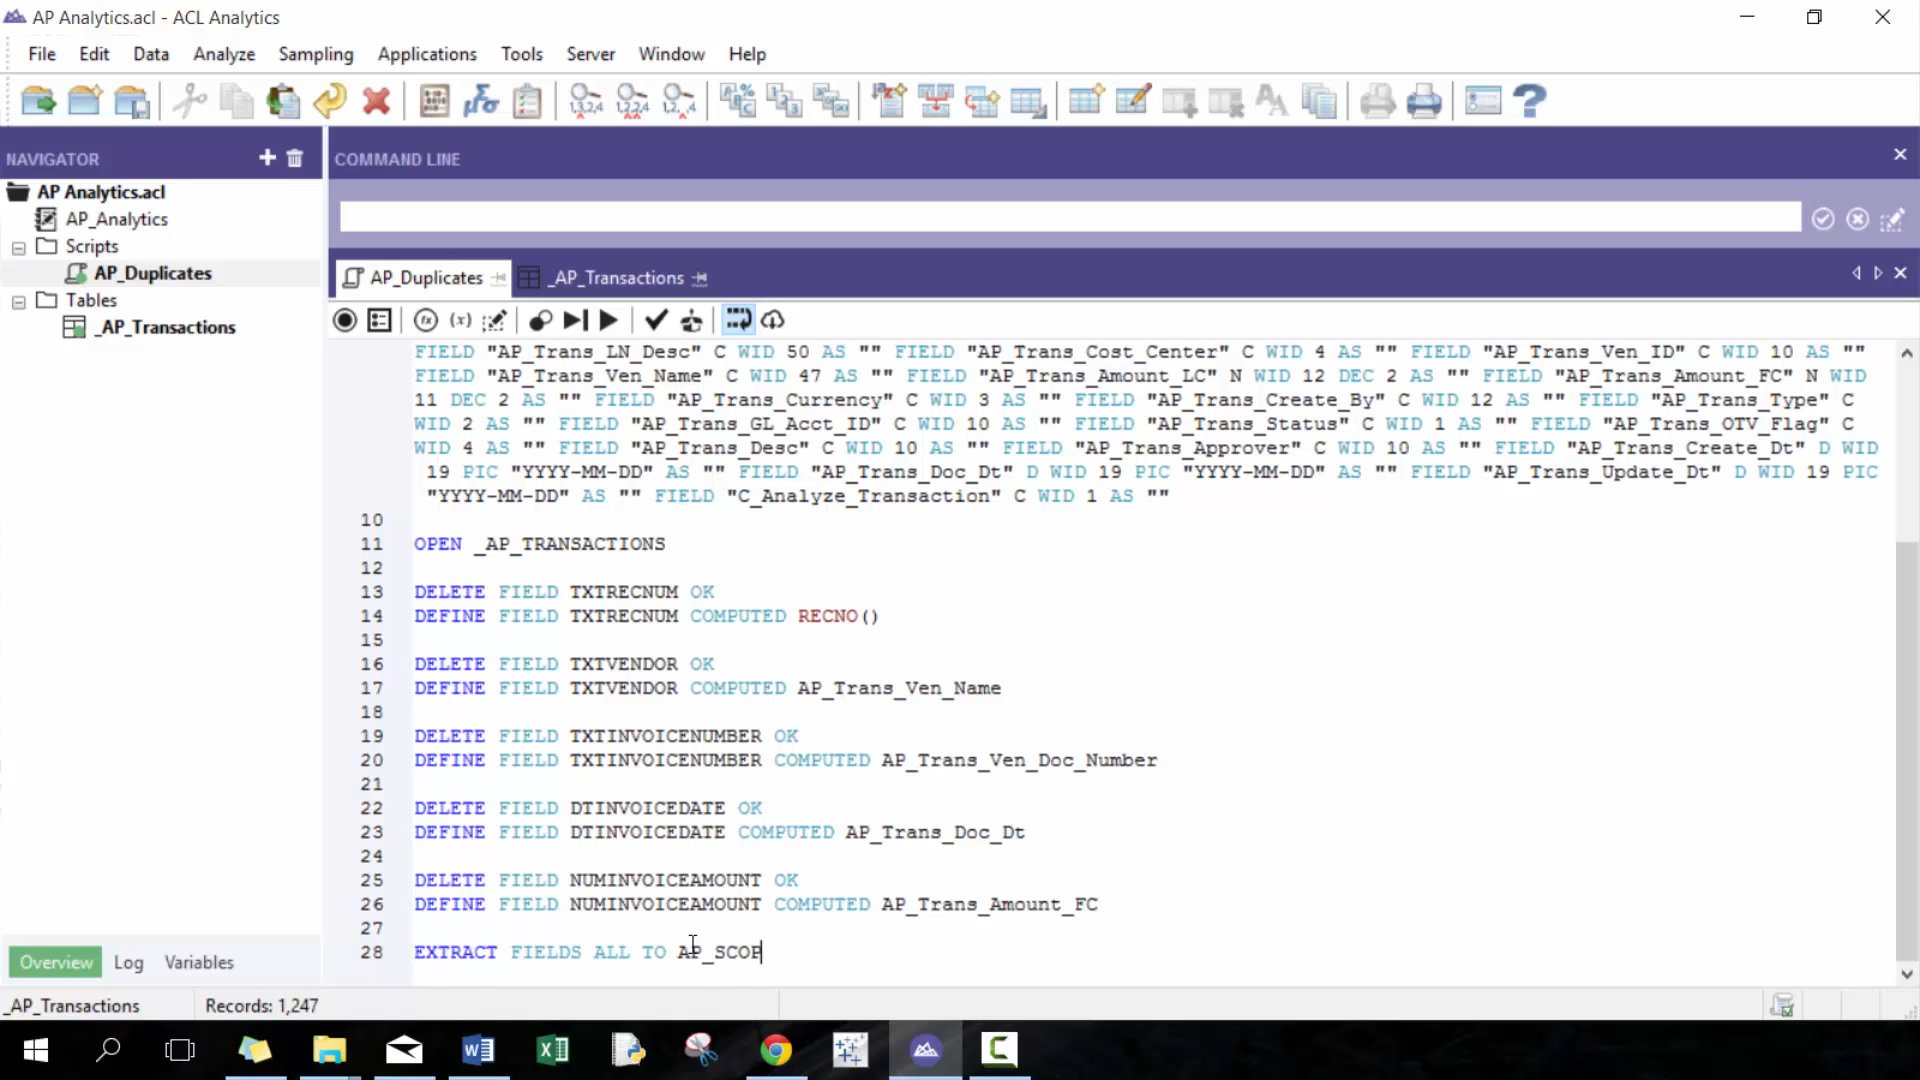 AP Analytics.acl - ACL Analytics
File Edit Data Analyze Sampling Applications Tools Server Window Help
NAVIGATOR
COMMAND LINE
AP Analytics.acl
AP_Analytics
Scripts
AP_Duplicates
Tables
_AP_Transactions
AP_Duplicates _AP_Transactions
FIELD "AP_Trans_LN_Desc" C WID 50 AS "" FIELD "AP_Trans_Cost_Center" C WID 4 AS "" FIELD "AP_Trans_Ven_ID" C WID 10 AS ""
FIELD "AP_Trans_Ven_Name" C WID 47 AS "" FIELD "AP_Trans_Amount_LC" N WID 12 DEC 2 AS "" FIELD "AP_Trans_Amount_FC" N WID
11 DEC 2 AS "" FIELD "AP_Trans_Currency" C WID 3 AS "" FIELD "AP_Trans_Create_By" C WID 12 AS "" FIELD "AP_Trans_Type" C
WID 2 AS "" FIELD "AP_Trans_GL_Acct_ID" C WID 10 AS "" FIELD "AP_Trans_Status" C WID 1 AS "" FIELD "AP_Trans_OTV_Flag" C
WID 4 AS "" FIELD "AP_Trans_Desc" C WID 10 AS "" FIELD "AP_Trans_Approver" C WID 10 AS "" FIELD "AP_Trans_Create_Dt" D WID
19 PIC "YYYY-MM-DD" AS "" FIELD "AP_Trans_Doc_Dt" D WID 19 PIC "YYYY-MM-DD" AS "" FIELD "AP_Trans_Update_Dt" D WID 19 PIC
"YYYY-MM-DD" AS "" FIELD "C_Analyze_Transaction" C WID 1 AS ""
10
11 OPEN _AP_TRANSACTIONS
12
13 DELETE FIELD TXTRECNUM OK
14 DEFINE FIELD TXTRECNUM COMPUTED RECNO()
15
16 DELETE FIELD TXTVENDOR OK
17 DEFINE FIELD TXTVENDOR COMPUTED AP_Trans_Ven_Name
18
19 DELETE FIELD TXTINVOICENUMBER OK
20 DEFINE FIELD TXTINVOICENUMBER COMPUTED AP_Trans_Ven_Doc_Number
21
22 DELETE FIELD DTINVOICEDATE OK
23 DEFINE FIELD DTINVOICEDATE COMPUTED AP_Trans_Doc_Dt
24
25 DELETE FIELD NUMINVOICEAMOUNT OK
26 DEFINE FIELD NUMINVOICEAMOUNT COMPUTED AP_Trans_Amount_FC
27
28 EXTRACT FIELDS ALL TO AP_SCOP
Overview Log Variables
_AP_Transactions Records: 1,247